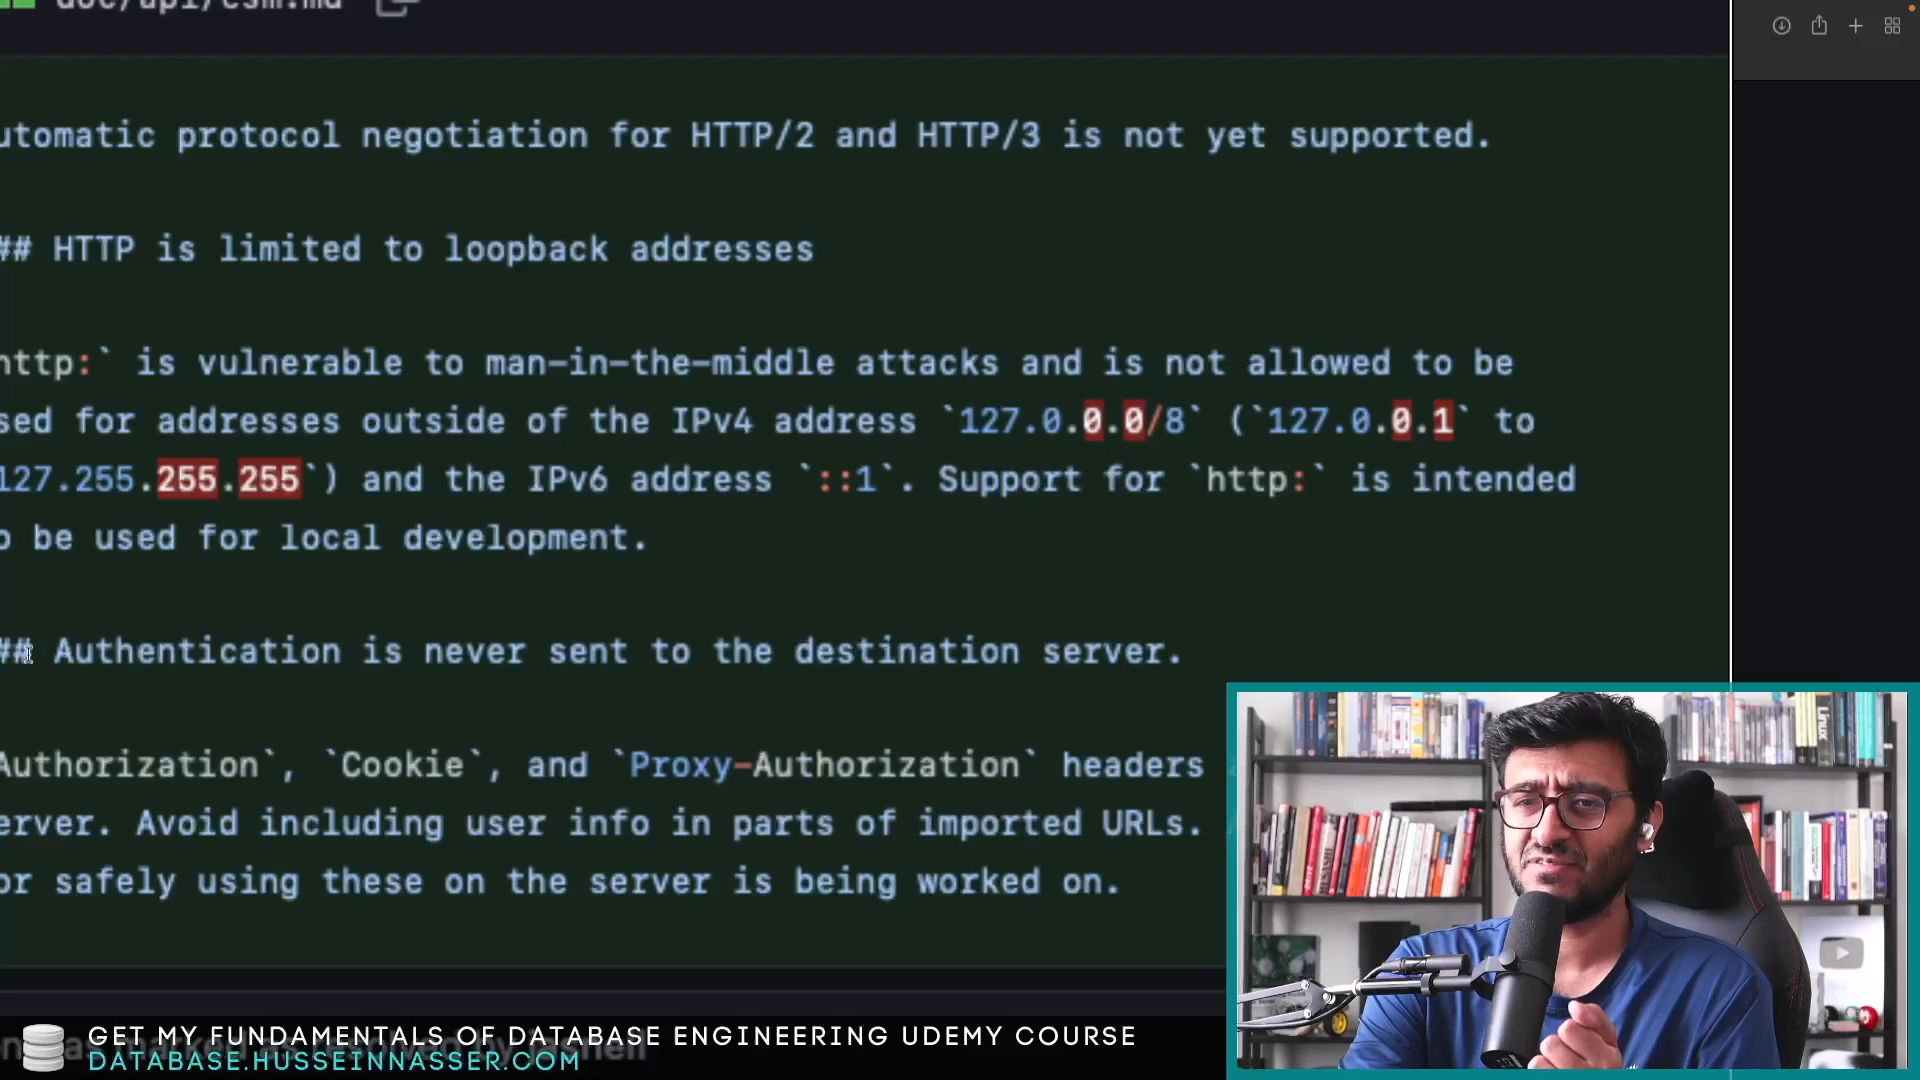 doc/api/esm.md
utomatic protocol negotiation for HTTP/2 and HTTP/3 is not yet supported.
## HTTP is limited to loopback addresses
http:` is vulnerable to man-in-the-middle attacks and is not allowed to be
sed for addresses outside of the IPv4 address `127.0.0.0/8` (`127.0.0.1` to
127.255.255.255`) and the IPv6 address `::1`. Support for `http:` is intended
o be used for local development.
## Authentication is never sent to the destination server.
Authorization`, `Cookie`, and `Proxy-Authorization` headers
erver. Avoid including user info in parts of imported URLs.
or safely using these on the server is being worked on.
GET MY FUNDAMENTALS OF DATABASE ENGINEERING UDEMY COURSE
DATABASE.HUSSEINNASSER.COM
Linux